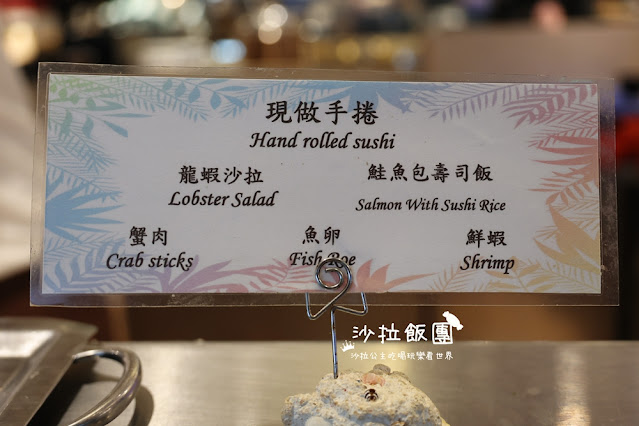 現做手捲
Hand rolled sushi
龍蝦沙拉
Lobster Salad
鮭魚包壽司飯
Salmon With Sushi Rice
蟹肉
Crab sticks
魚卵
Fish Roe
鮮蝦
Shrimp
沙拉飯團
沙拉公主吃喝玩樂看世界